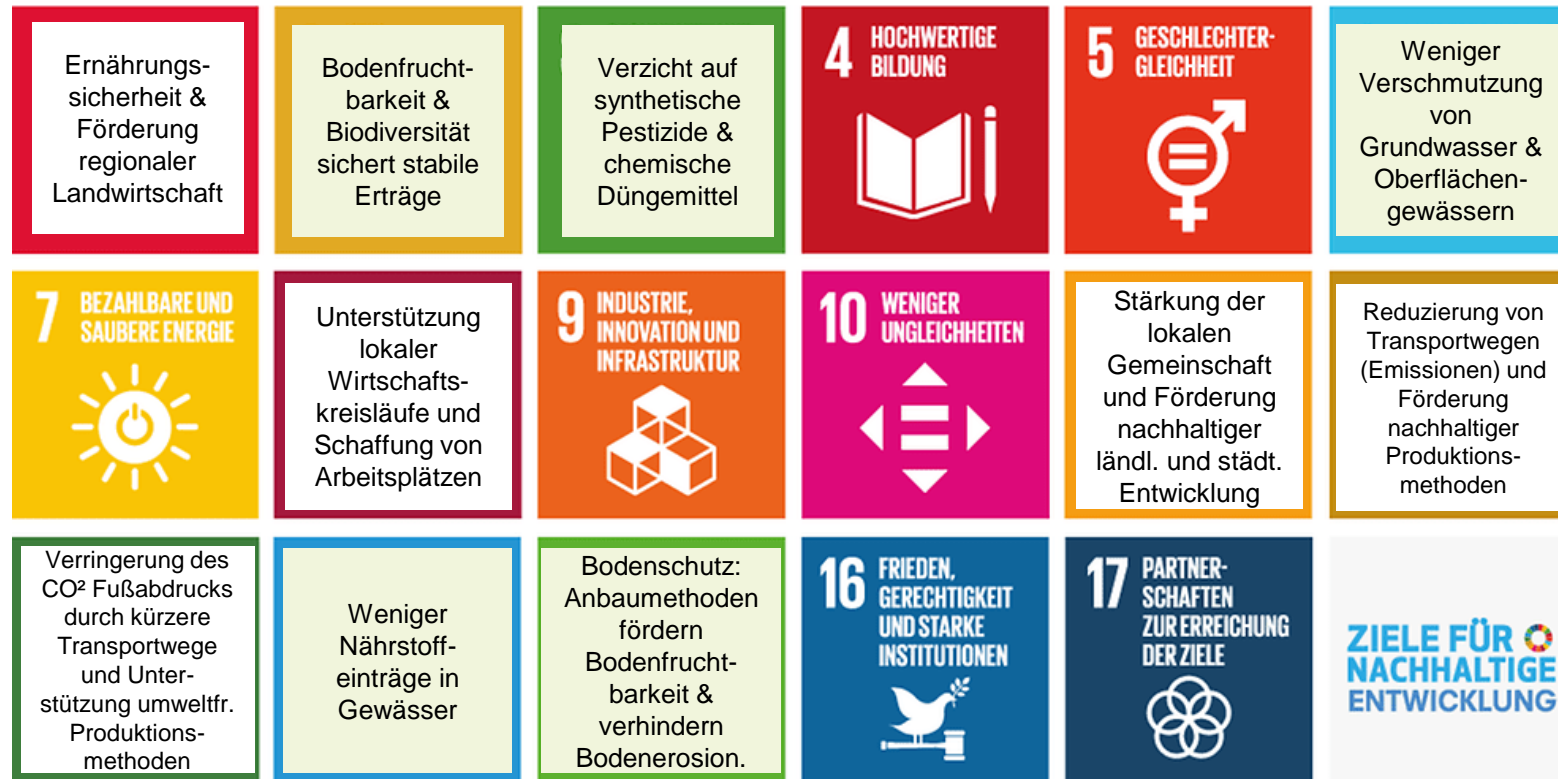 Ernährungs-
sicherheit &
Förderung
regionaler
Landwirtschaft
Bodenfrucht-
barkeit &
Biodiversität
sichert stabile
Erträge
Verzicht auf
synthetische
Pestizide &
chemische
Düngemittel
4 HOCHWERTIGE
BILDUNG
5 GESCHLECHTER-
GLEICHHEIT
Weniger
Verschmutzung
von
Grundwasser &
Oberflächen-
gewässern
7 BEZAHLBARE UND
SAUBERE ENERGIE
Unterstützung
lokaler
Wirtschafts-
kreisläufe und
Schaffung von
Arbeitsplätzen
9 INDUSTRIE,
INNOVATION UND
INFRASTRUKTUR
10 WENIGER
UNGLEICHHEITEN
Stärkung der
lokalen
Gemeinschaft
und Förderung
nachhaltiger
ländl. und städt.
Entwicklung
Reduzierung von
Transportwegen
(Emissionen) und
Förderung
nachhaltiger
Produktions-
methoden
Verringerung des
CO² Fußabdrucks
durch kürzere
Transportwege
und Unter-
stützung umweltfr.
Produktions-
methoden
Weniger
Nährstoff-
einträge in
Gewässer
Bodenschutz:
Anbaumethoden
fördern
Bodenfrucht-
barkeit &
verhindern
Bodenerosion.
16 FRIEDEN,
GERECHTIGKEIT
UND STARKE
INSTITUTIONEN
17 PARTNER-
SCHAFTEN
ZUR ERREICHUNG
DER ZIELE
ZIELE FÜR
NACHHALTIGE
ENTWICKLUNG